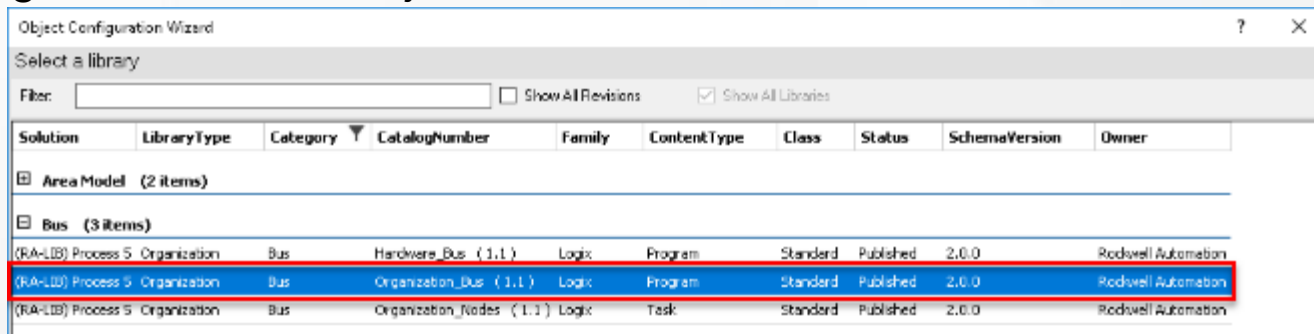 Object Configuration Wizard ? ×
Select a library
Filter: Show All Revisions Show All Libraries
Solution LibraryType Category CatalogNumber Family ContentType Class Status SchemaVersion Owner
Area Model (2 items)
Bus (3 items)
(RA-LIB) Process 5 Organization Bus Hardware_Bus (1.1) Logix Program Standard Published 2.0.0 Rockwell Automation
(RA-LIB) Process 5 Organization Bus Organization_Bus (1.1) Logix Program Standard Published 2.0.0 Rockwell Automation
(RA-LIB) Process 5 Organization Bus Organization_Nodes (1.1) Logix Task Standard Published 2.0.0 Rockwell Automation